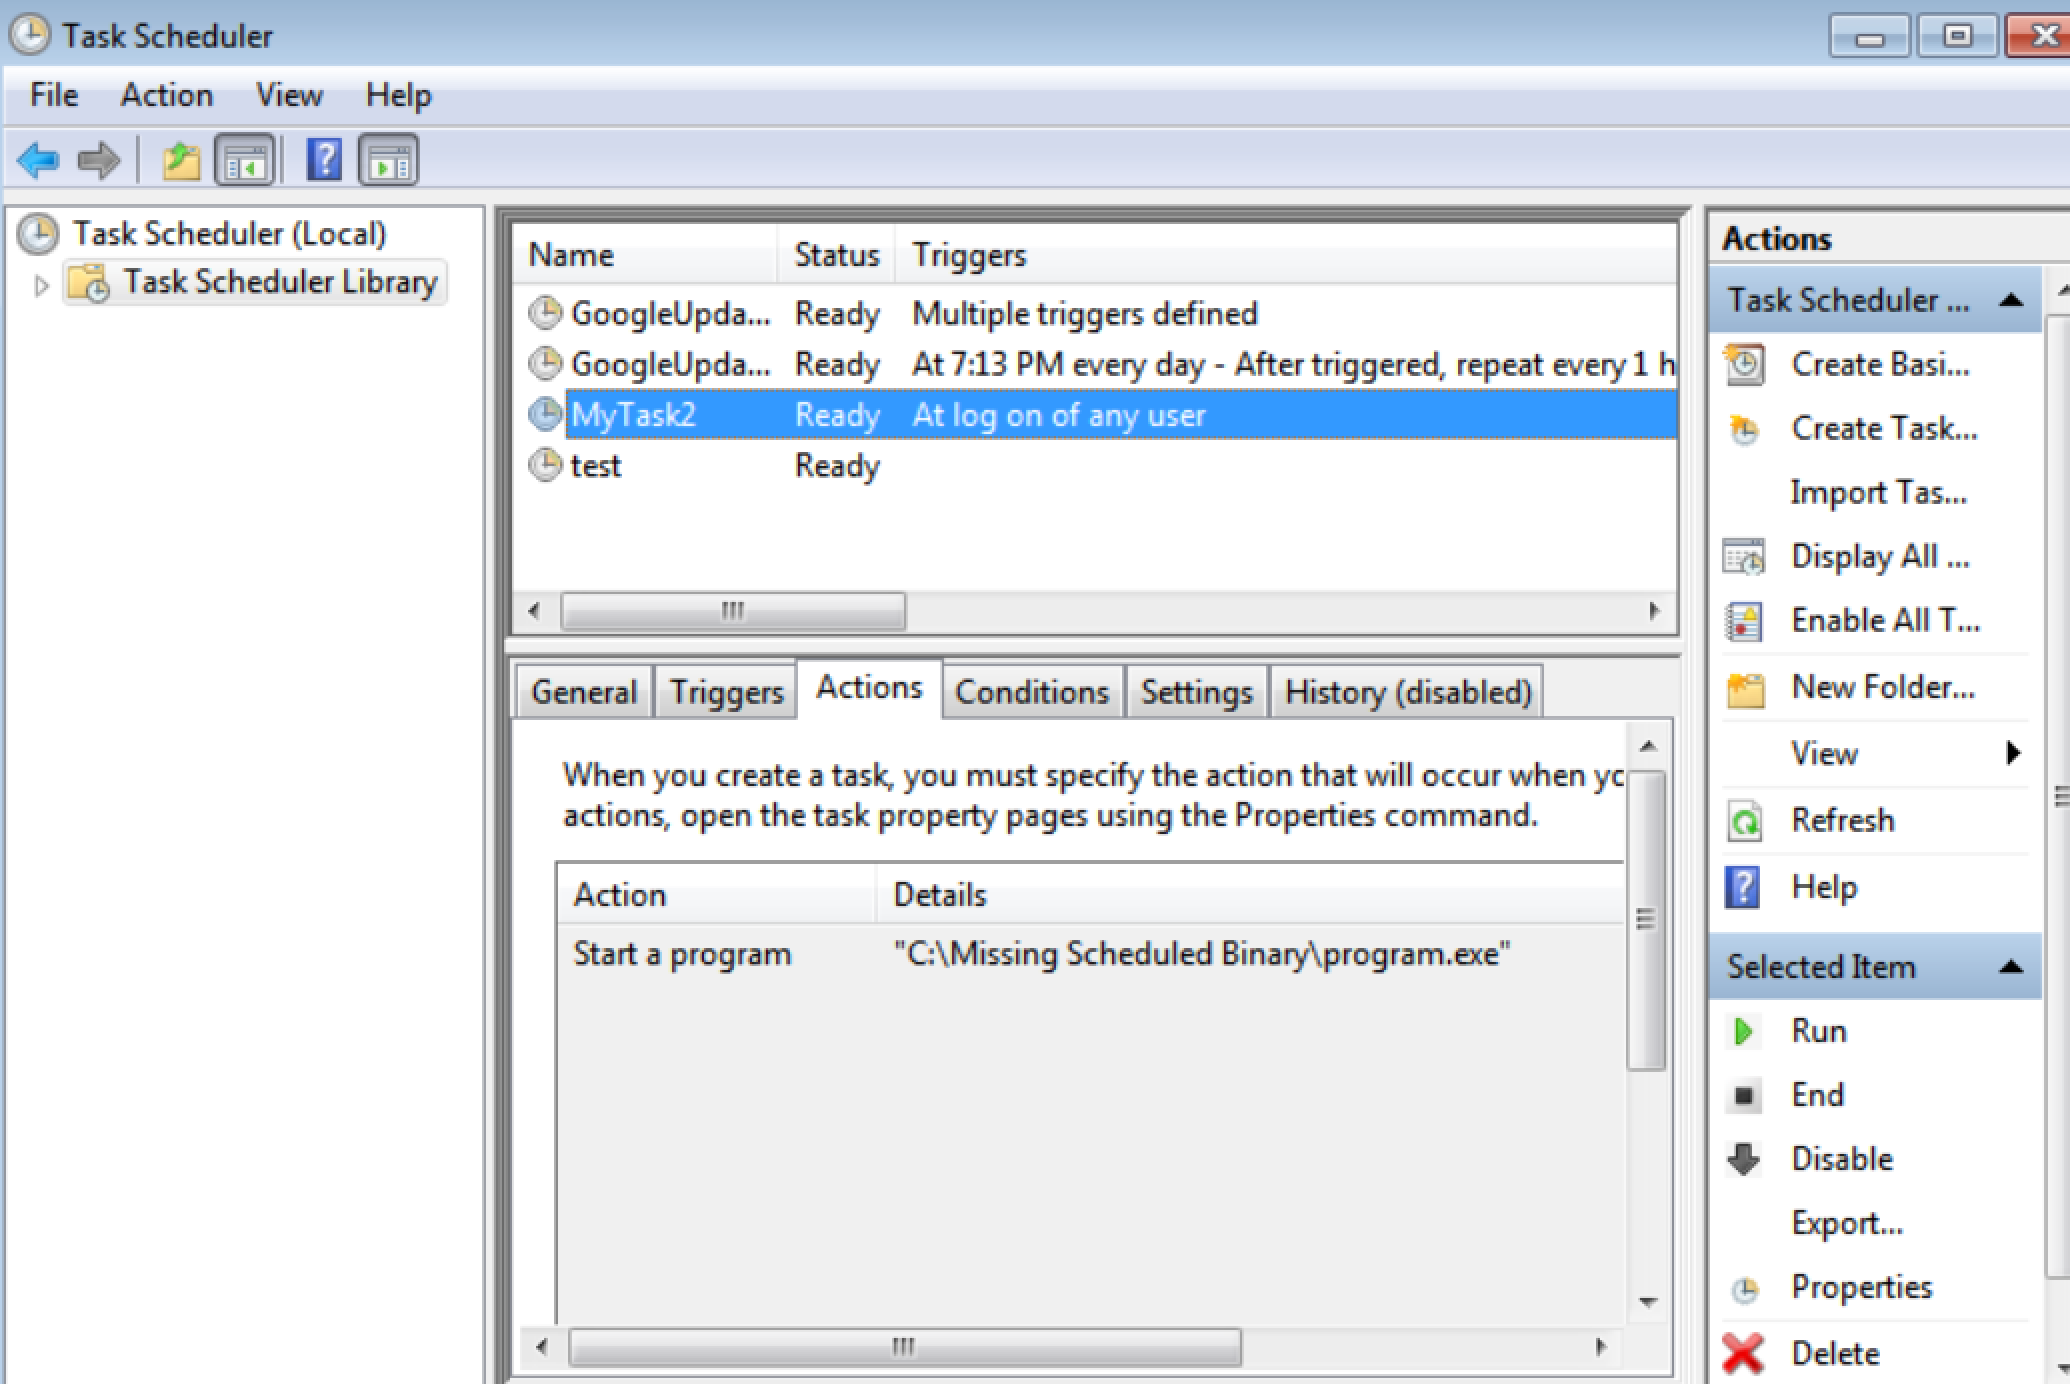 Task Scheduler
File Action View Help
Task Scheduler (Local)
Task Scheduler Library
Name Status Triggers
GoogleUpda... Ready Multiple triggers defined
GoogleUpda... Ready At 7:13 PM every day - After triggered, repeat every 1 h
MyTask2 Ready At log on of any user
test Ready
General Triggers Actions Conditions Settings History (disabled)
When you create a task, you must specify the action that will occur when yo
actions, open the task property pages using the Properties command.
Action Details
Start a program "C:\Missing Scheduled Binary\program.exe"
Actions
Task Scheduler ...
Create Basi...
Create Task...
Import Tas...
Display All ...
Enable All T...
New Folder...
View
Refresh
Help
Selected Item
Run
End
Disable
Export...
Properties
Delete